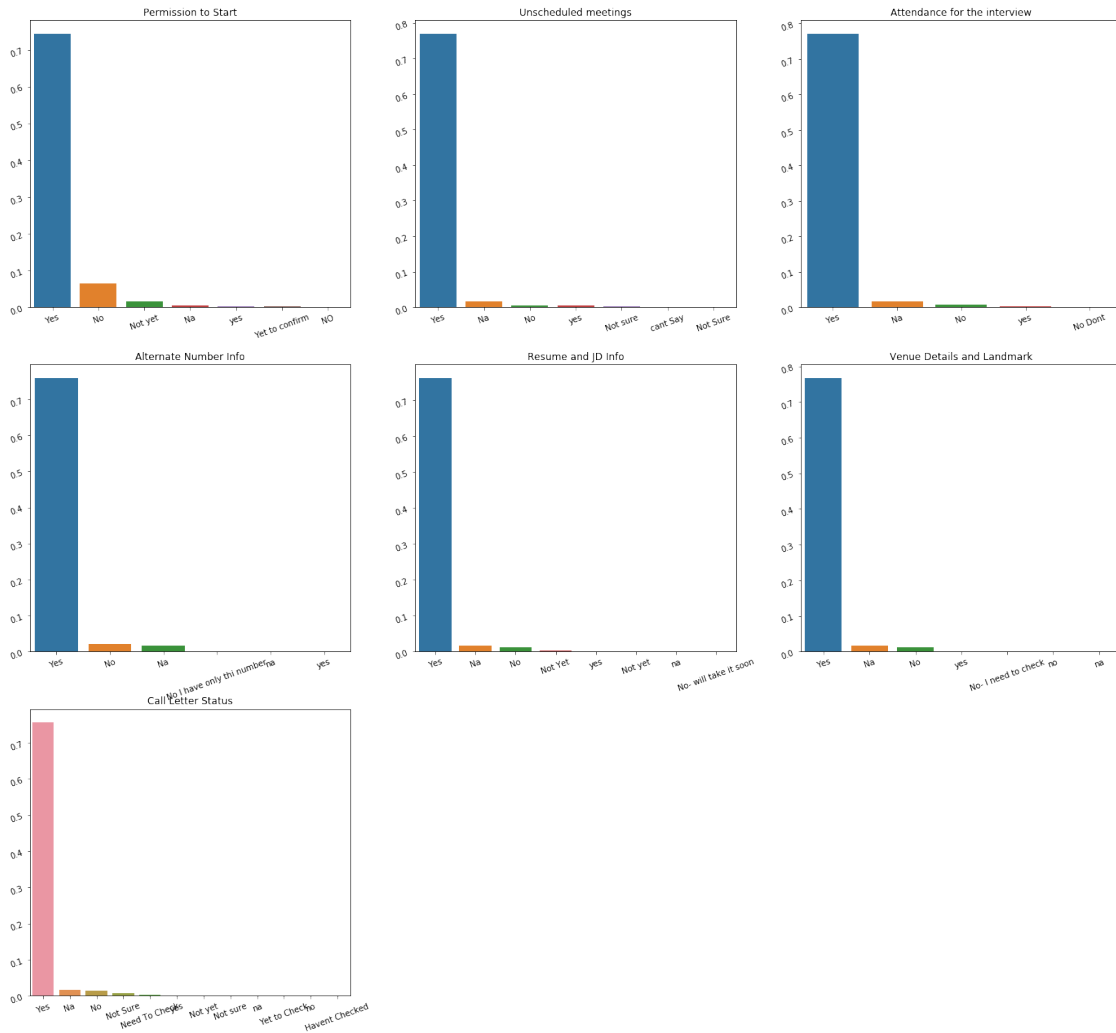 Permission to Start
0.7
0.6
0.5
0.4
0.3
0.2
0.1
0.0
Yes
No
Not yet
Na
yes
Yet to confirm
NO
Unscheduled meetings
0.8
0.7
0.6
0.5
0.4
0.3
0.2
0.1
0.0
Yes
Na
No
yes
Not sure
cant Say
Not Sure
Attendance for the interview
0.8
0.7
0.6
0.5
0.4
0.3
0.2
0.1
0.0
Yes
Na
No
yes
No Dont
Alternate Number Info
0.7
0.6
0.5
0.4
0.3
0.2
0.1
0.0
Yes
No
Na
No I have only thi number
na
yes
Resume and JD Info
0.7
0.6
0.5
0.4
0.3
0.2
0.1
0.0
Yes
Na
No
Not Yet
yes
Not yet
na
No- will take it soon
Venue Details and Landmark
0.8
0.7
0.6
0.5
0.4
0.3
0.2
0.1
0.0
Yes
Na
No
yes
No- I need to check
no
na
Call Letter Status
0.7
0.6
0.5
0.4
0.3
0.2
0.1
0.0
Yes
Na
No
Not Sure
Need To Check
yes
Not yet
Not sure
na
Yet to Check
no
Havent Checked